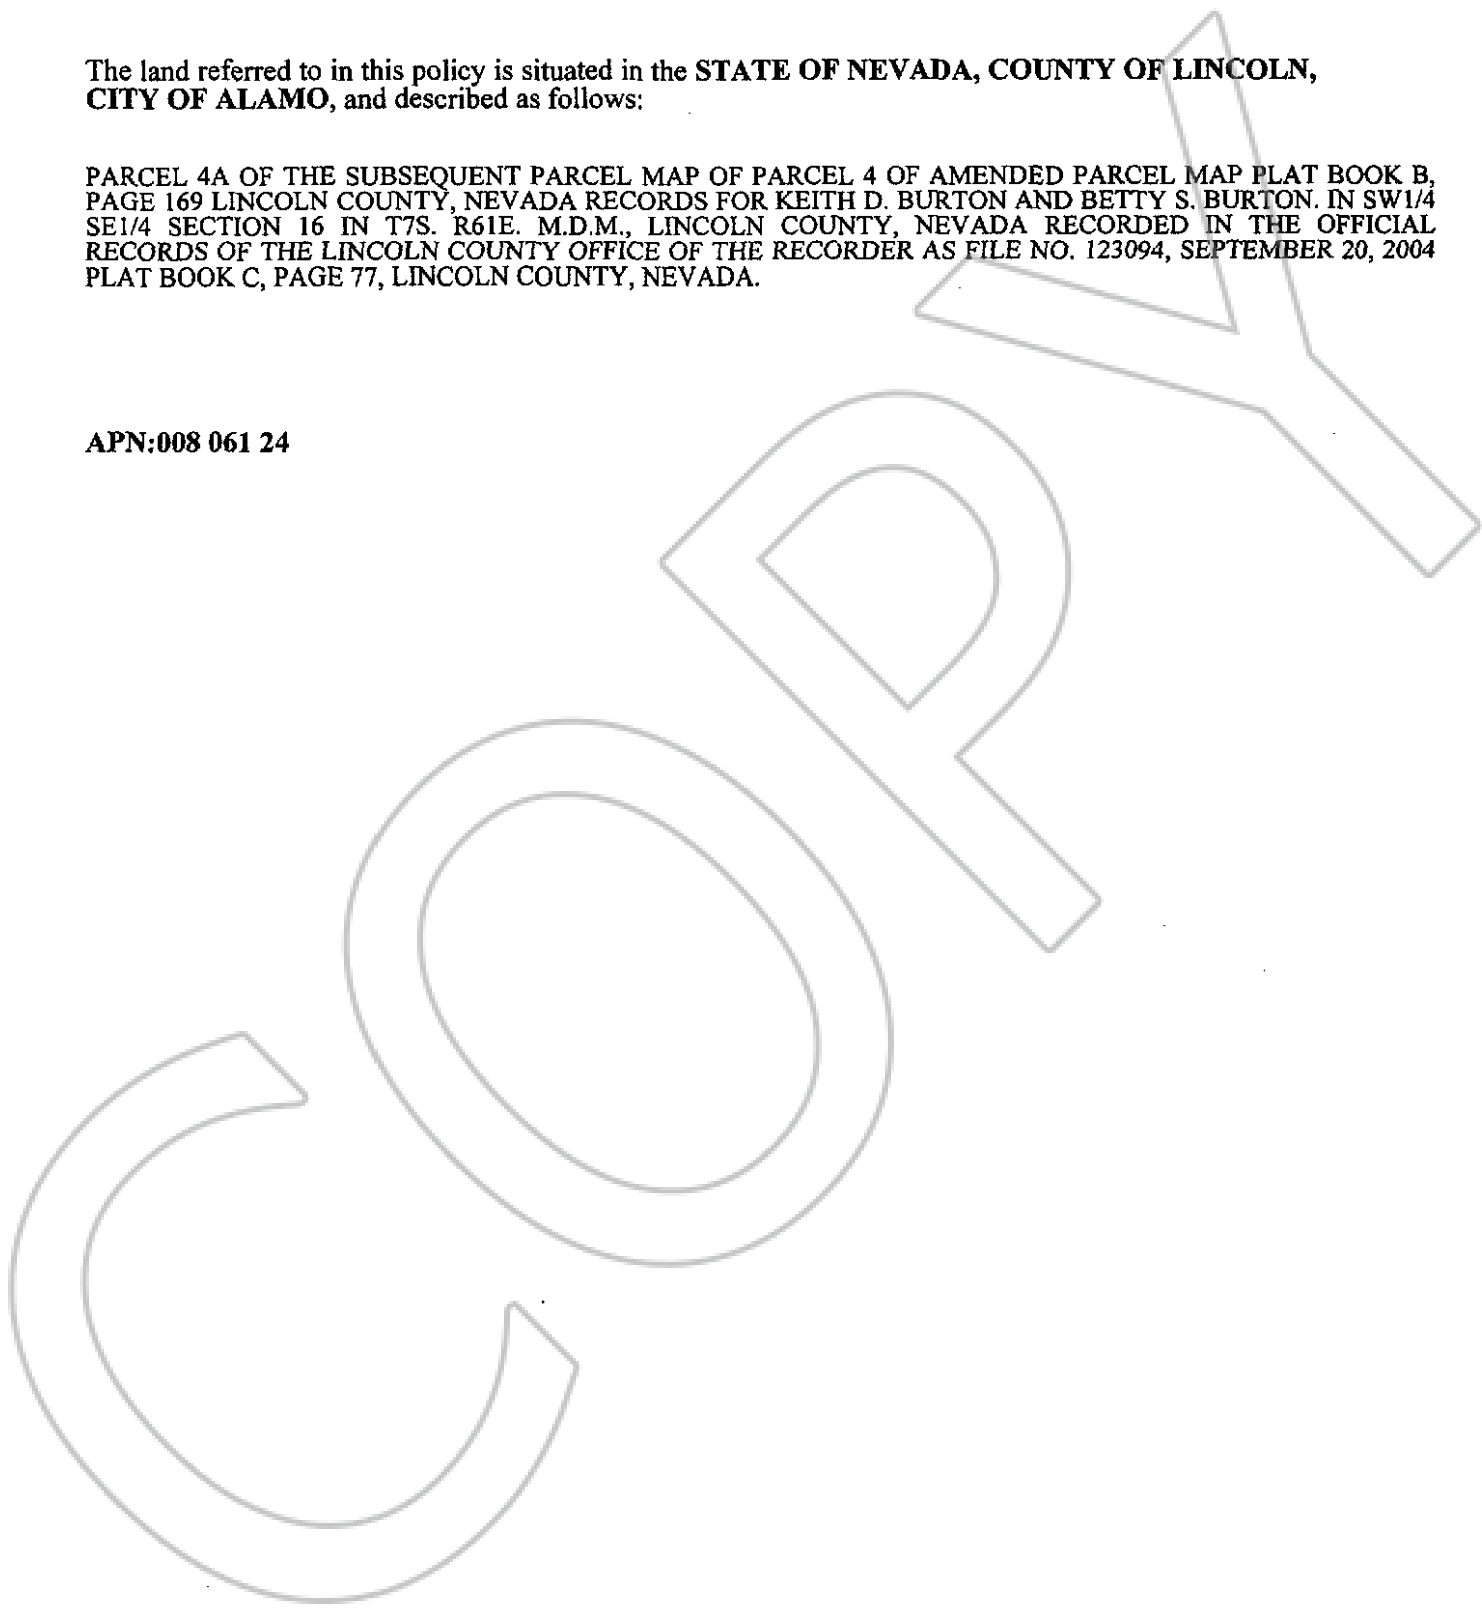 The land referred to in this policy is situated in the STATE OF NEVADA, COUNTY OF LINCOLN,
CITY OF ALAMO, and described as follows:
PARCEL 4A OF THE SUBSEQUENT PARCEL MAP OF PARCEL 4 OF AMENDED PARCEL MAP PLAT BOOK B,
PAGE 169 LINCOLN COUNTY, NEVADA RECORDS FOR KEITH D. BURTON AND BETTY S. BURTON. IN SW1/4
SE1/4 SECTION 16 IN T7S. R61E. M.D.M., LINCOLN COUNTY, NEVADA RECORDED IN THE OFFICIAL
RECORDS OF THE LINCOLN COUNTY OFFICE OF THE RECORDER AS FILE NO. 123094, SEPTEMBER 20, 2004
PLAT BOOK C, PAGE 77, LINCOLN COUNTY, NEVADA.
APN:008 061 24
COPY